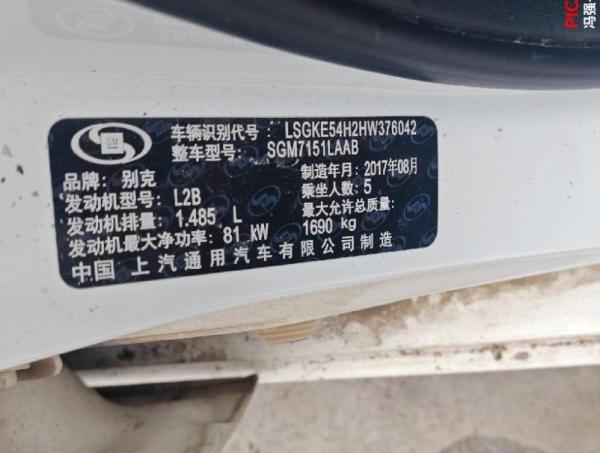 PIC
冯强
GM
车辆识别代号: LSGKE54H2HW376042
整车型号: SGM7151LAAB
制造年月: 2017年08月
品牌: 别克
乘坐人数: 5
发动机型号: L2B
最大允许总质量:
发动机排量: 1.485 L
1690 kg
发动机最大净功率: 81 kW
中国 上汽通用汽车有限公司制造